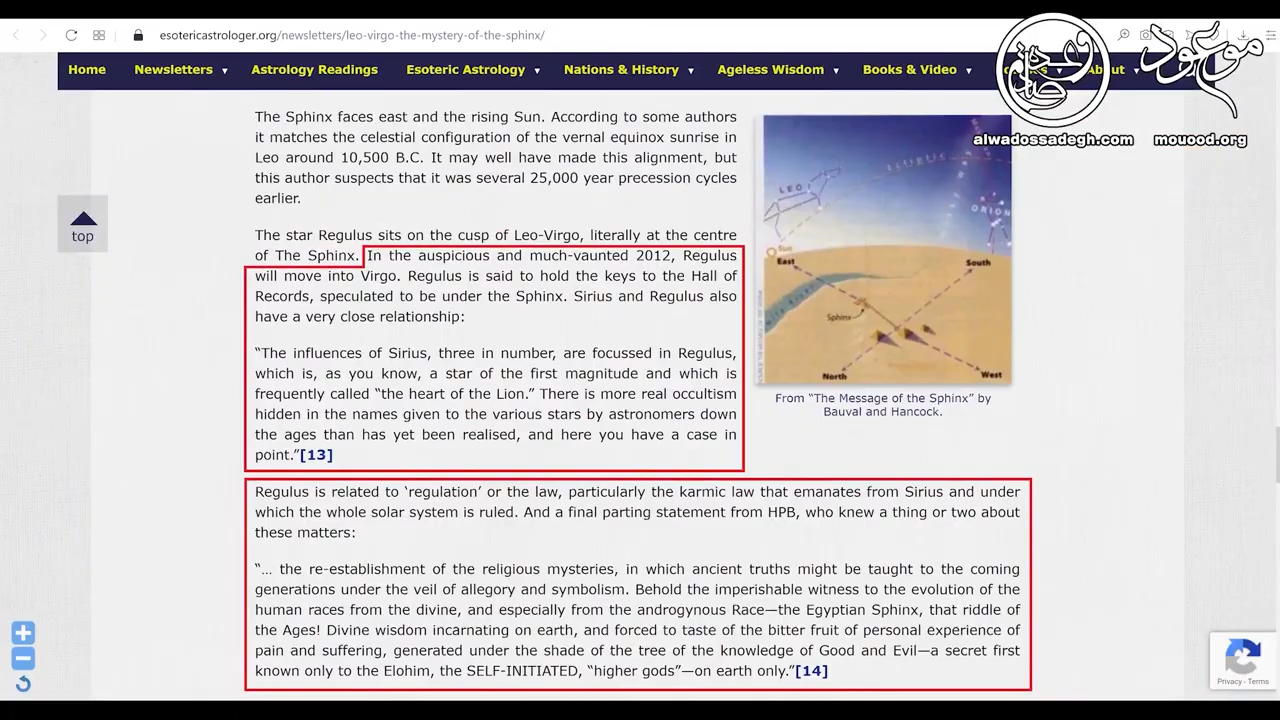 esotericastrologer.org/newsletters/leo-virgo-the-mystery-of-the-sphinx/
موعود
alwadossadegh.com
mouood.org
Home
Newsletters
Astrology Readings
Esoteric Astrology
Nations & History
Ageless Wisdom
Books & Video
About
top
The Sphinx faces east and the rising Sun. According to some authors
it matches the celestial configuration of the vernal equinox sunrise in
Leo around 10,500 B.C. It may well have made this alignment, but
this author suspects that it was several 25,000 year precession cycles
earlier.
The star Regulus sits on the cusp of Leo-Virgo, literally at the centre
of The Sphinx. In the auspicious and much-vaunted 2012, Regulus
will move into Virgo. Regulus is said to hold the keys to the Hall of
Records, speculated to be under the Sphinx. Sirius and Regulus also
have a very close relationship:
“The influences of Sirius, three in number, are focussed in Regulus,
which is, as you know, a star of the first magnitude and which is
frequently called “the heart of the Lion.” There is more real occultism
hidden in the names given to the various stars by astronomers down
the ages than has yet been realised, and here you have a case in
point.”[13]
LEO
TAURUS
ORION
Sun
East
South
Sphinx
North
West
From “The Message of the Sphinx” by
Bauval and Hancock.
Regulus is related to ‘regulation’ or the law, particularly the karmic law that emanates from Sirius and under
which the whole solar system is ruled. And a final parting statement from HPB, who knew a thing or two about
these matters:
“… the re-establishment of the religious mysteries, in which ancient truths might be taught to the coming
generations under the veil of allegory and symbolism. Behold the imperishable witness to the evolution of the
human races from the divine, and especially from the androgynous Race—the Egyptian Sphinx, that riddle of
the Ages! Divine wisdom incarnating on earth, and forced to taste of the bitter fruit of personal experience of
pain and suffering, generated under the shade of the tree of the knowledge of Good and Evil—a secret first
known only to the Elohim, the SELF-INITIATED, “higher gods”—on earth only.”[14]
Privacy - Terms